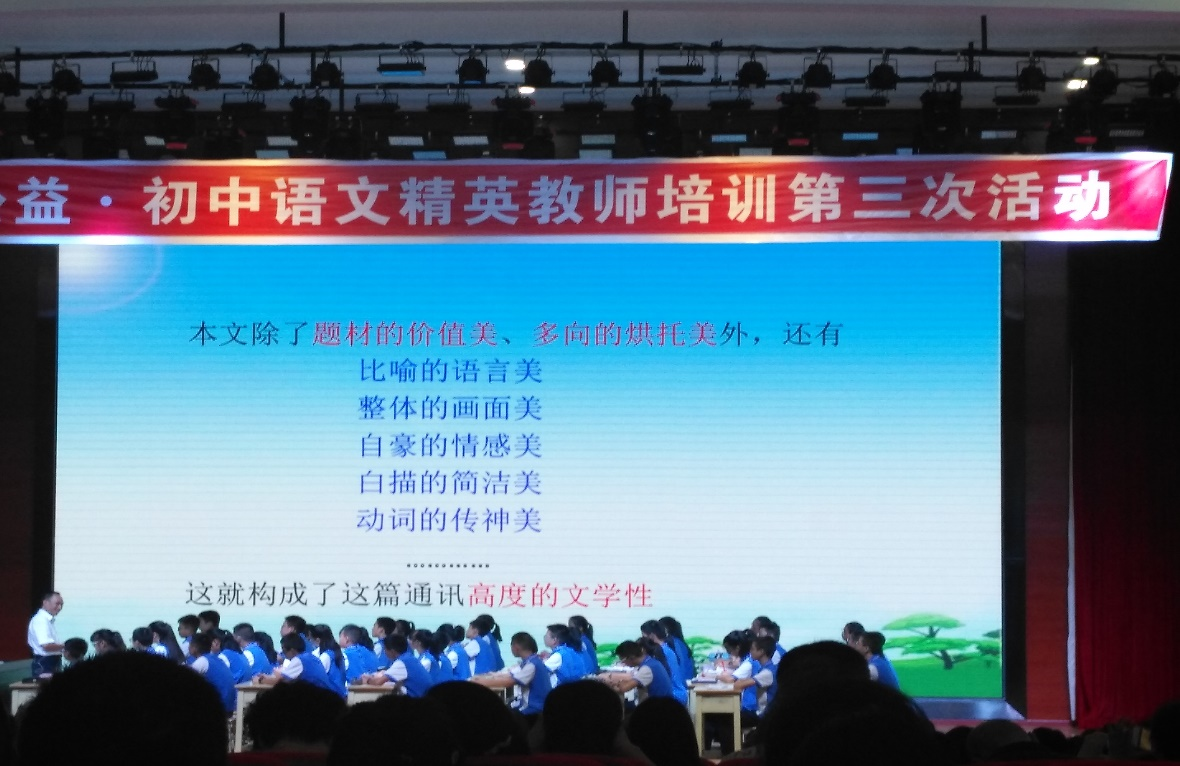 益·初中语文精英教师培训第三次活动
本文除了题材的价值美、多向的烘托美外，还有
比喻的语言美
整体的画面美
自豪的情感美
白描的简洁美
动词的传神美
…………
这就构成了这篇通讯高度的文学性